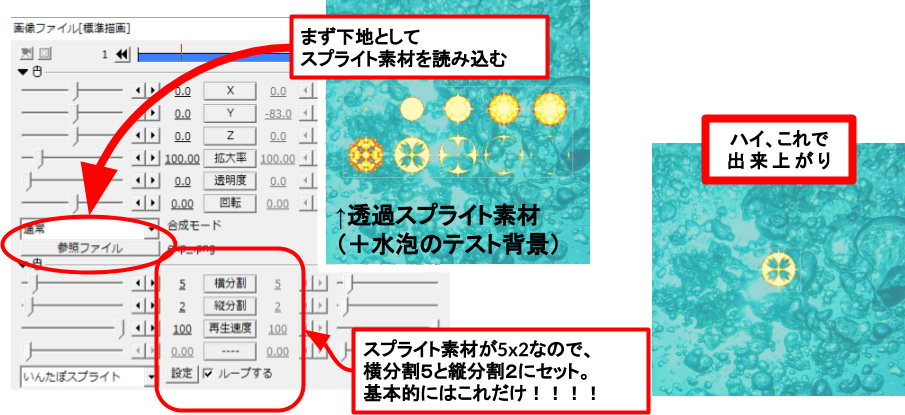 画像ファイル[標準描画]
1
0.0 X 0.0
0.0 Y -83.0
0.0 Z 0.0
100.00 拡大率 100.00
0.0 透明度 0.0
0.00 回転 0.00
通常 合成モード
参照ファイル
.png
5 横分割 5
2 縦分割 2
100 再生速度 100
0.00 ---- 0.00
いんたぽスプライト 設定 ループする
まず下地として
スプライト素材を読み込む
↑透過スプライト素材
（＋水泡のテスト背景）
スプライト素材が5x2なので、
横分割５と縦分割２にセット。
基本的にはこれだけ！！！！
ハイ、これで
出来上がり